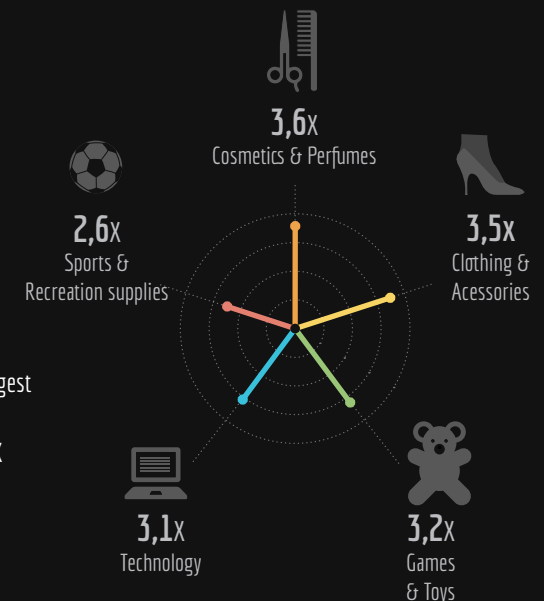 3,6x
Cosmetics & Perfumes
2,6x
Sports &
Recreation supplies
3,5x
Clothing &
Acessories
3,1x
Technology
3,2x
Games
& Toys